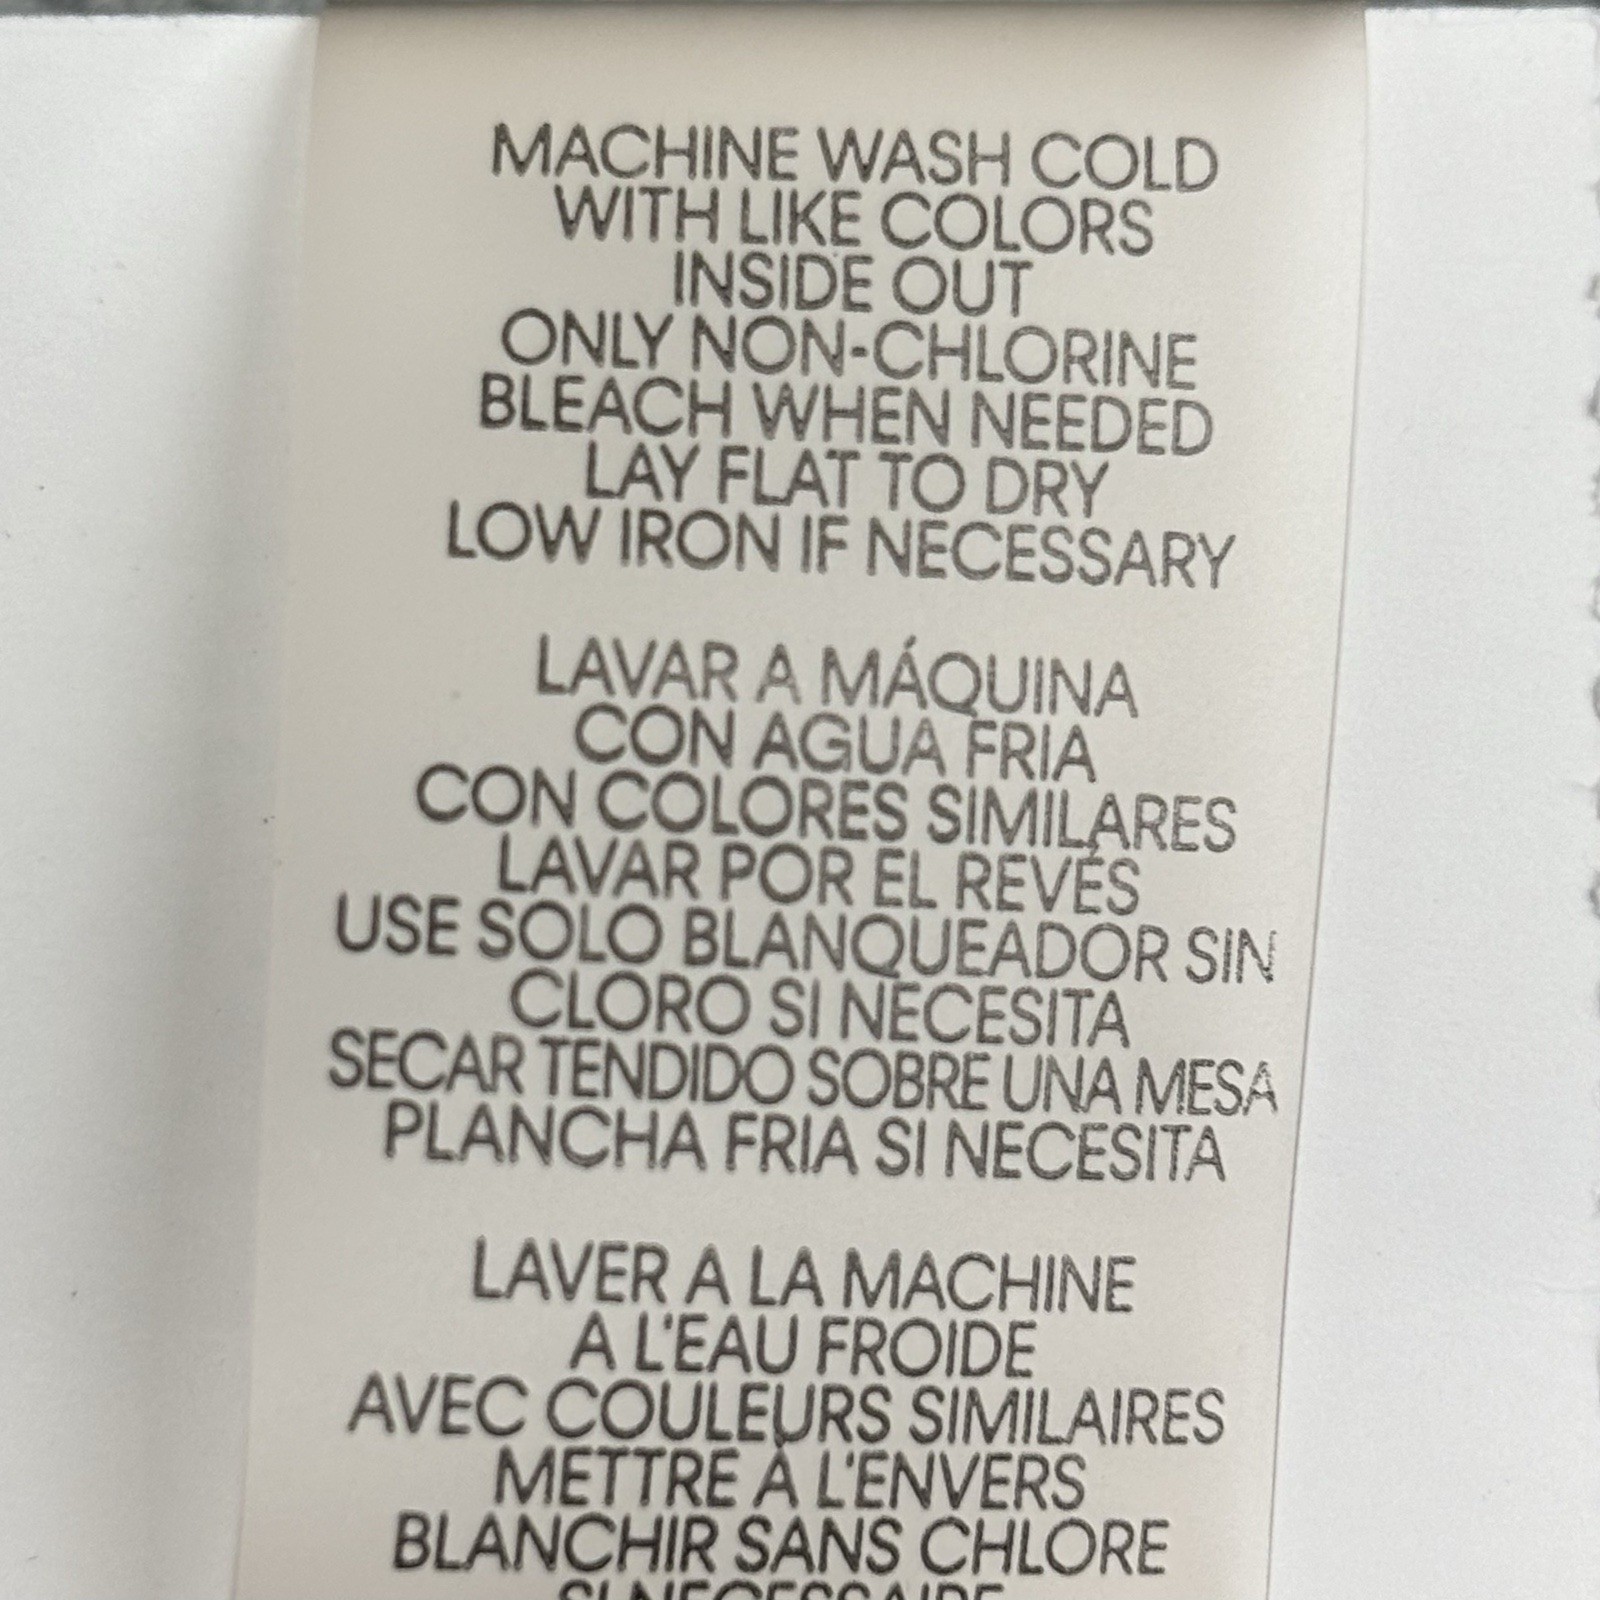 MACHINE WASH COLD
WITH LIKE COLORS
INSIDE OUT
ONLY NON-CHLORINE
BLEACH WHEN NEEDED
LAY FLAT TO DRY
LOW IRON IF NECESSARY
LAVAR A MÁQUINA
CON AGUA FRIA
CON COLORES SIMILARES
LAVAR POR EL REVÉS
USE SOLO BLANQUEADOR SIN
CLORO SI NECESITA
SECAR TENDIDO SOBRE UNA MESA
PLANCHA FRIA SI NECESITA
LAVER A LA MACHINE
A L'EAU FROIDE
AVEC COULEURS SIMILAIRES
METTRE À L'ENVERS
BLANCHIR SANS CHLORE
SI NECESSAIRE